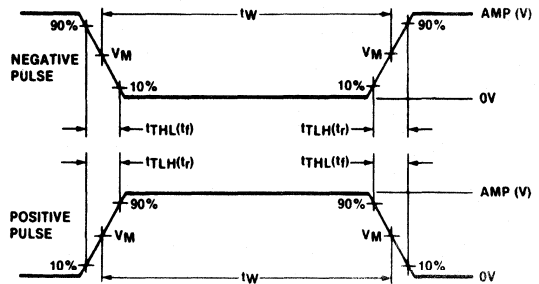 tW
AMP (V)
90%
90%
NEGATIVE
PULSE
VM
VM
10%
10%
0V
tTHL(tf)
tTLH(tr)
tTLH(tr)
tTHL(tf)
AMP (V)
90%
90%
POSITIVE
PULSE
VM
VM
10%
10%
tW
0V